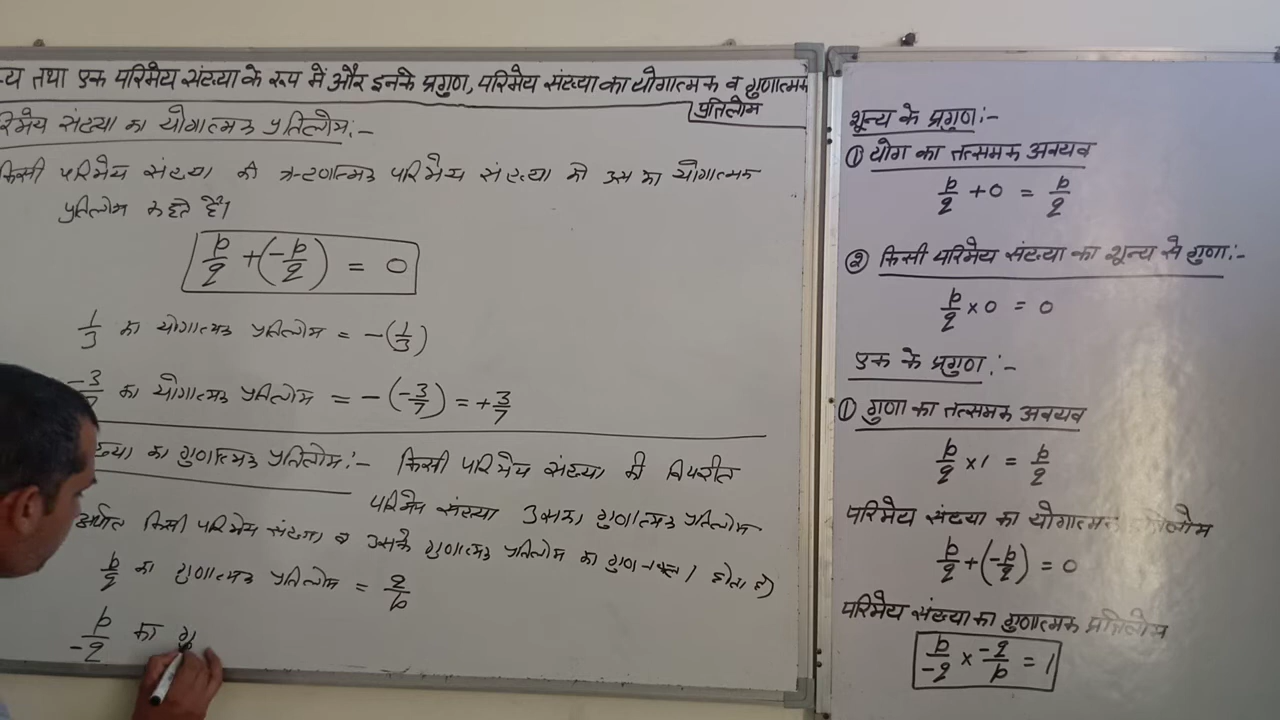 तथा एक परिमेय संख्या के रूप में और इनके प्रगुण, परिमेय संख्या का योगात्मक व गुणात्मक
प्रतिलोम
संख्या का योगात्मक प्रतिलोम:-
किसी परिमेय संख्या की ऋणात्मक परिमेय संख्या को उस का योगात्मक
प्रतिलोम कहते हैं।
p/q + (-p/q) = 0
1/3 का योगात्मक प्रतिलोम = -(1/3)
-3/7 का योगात्मक प्रतिलोम = -(-3/7) = +3/7
का गुणात्मक प्रतिलोम:- किसी परिमेय संख्या की विपरीत
परिमेय संख्या उसका गुणात्मक प्रतिलोम
अर्थात किसी परिमेय संख्या व उसके गुणात्मक प्रतिलोम का गुणनफल 1 होता है)
p/q का गुणात्मक प्रतिलोम = q/p
p/-q का गु
शून्य के प्रगुण:-
① योग का तत्समक अवयव
p/q + 0 = p/q
② किसी परिमेय संख्या का शून्य से गुणा:-
p/q × 0 = 0
एक के प्रगुण:-
① गुणा का तत्समक अवयव
p/q × 1 = p/q
परिमेय संख्या का योगात्मक प्रतिलोम
p/q + (-p/q) = 0
परिमेय संख्या का गुणात्मक प्रतिलोम
p/-q × -q/p = 1